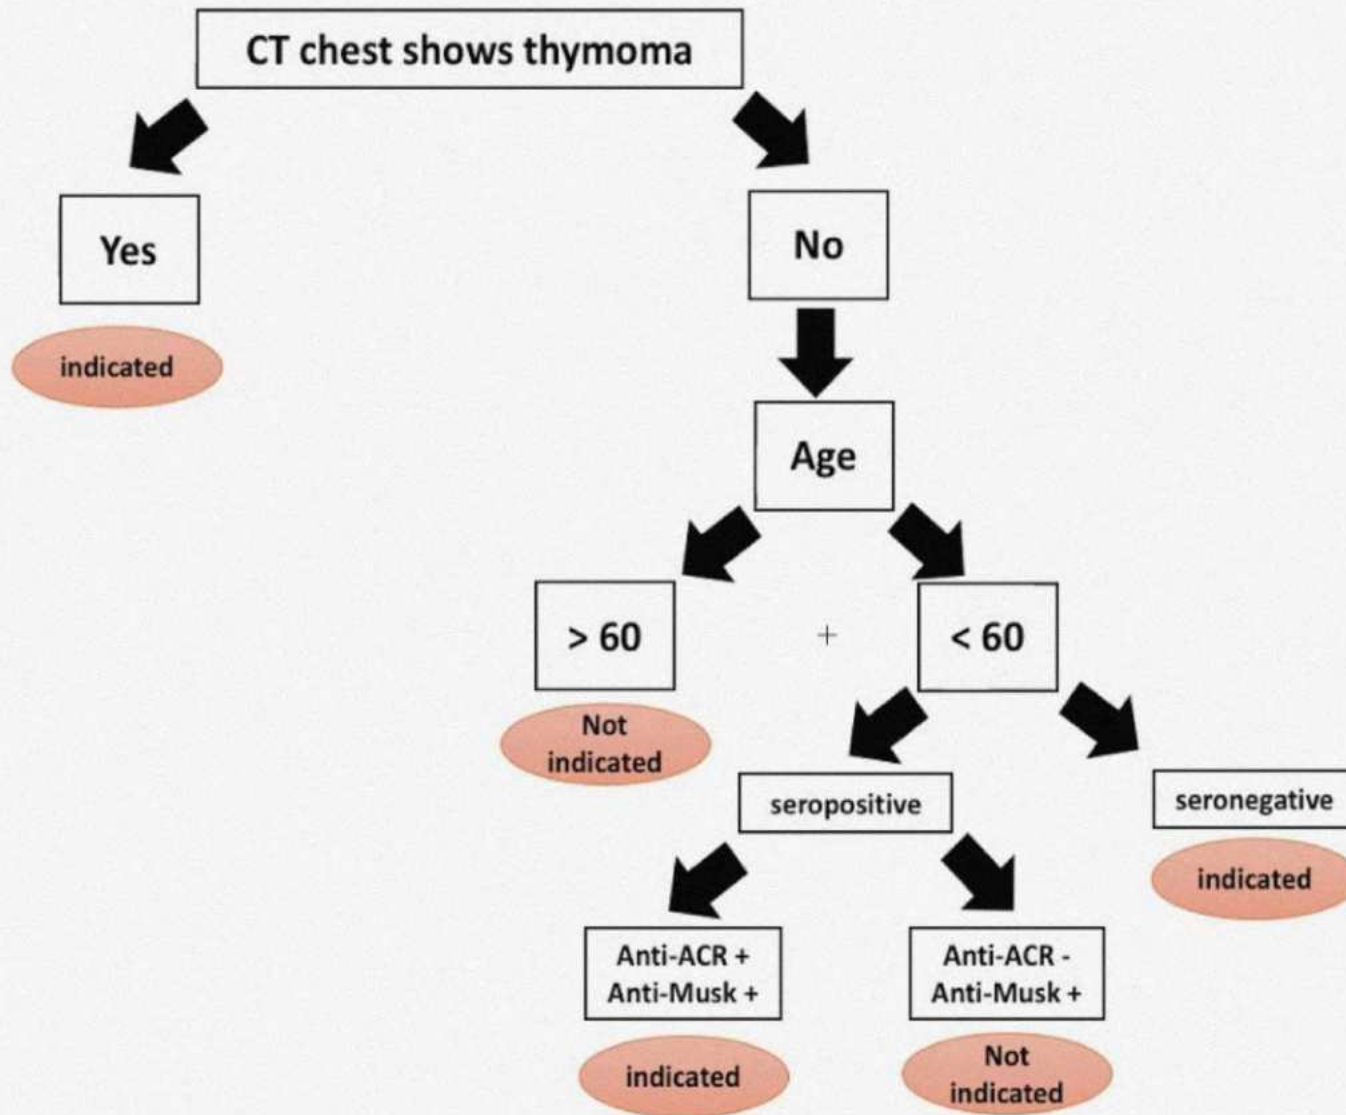 CT chest shows thymoma
Yes
No
indicated
Age
> 60
+
< 60
Not
indicated
seropositive
seronegative
indicated
Anti-ACR +
Anti-Musk +
Anti-ACR -
Anti-Musk +
indicated
Not
indicated